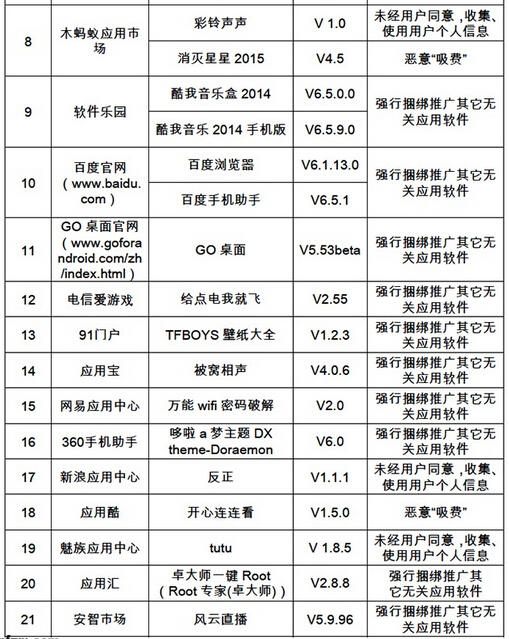 8
木蚂蚁应用市
场
彩铃声声
V 1.0
未经用户同意,收集、
使用用户个人信息
消灭星星 2015
V4.5
恶意“吸费”
9
软件乐园
酷我音乐盒 2014
V6.5.0.0
强行捆绑推广其它无
关应用软件
酷我音乐 2014 手机版
V6.5.9.0
10
百度官网
(www.baidu.
com)
百度浏览器
V6.1.13.0
强行捆绑推广其它无
关应用软件
百度手机助手
V6.5.1
11
GO 桌面官网
(www.gofora
ndroid.com/zh
/index.html)
GO 桌面
V5.53beta
强行捆绑推广其它无
关应用软件
12
电信爱游戏
给点电我就飞
V2.55
强行捆绑推广其它无
关应用软件
13
91门户
TFBOYS 壁纸大全
V1.2.3
强行捆绑推广其它无
关应用软件
14
应用宝
被窝相声
V4.0.6
强行捆绑推广其它无
关应用软件
15
网易应用中心
万能 wifi 密码破解
V2.0
强行捆绑推广其它无
关应用软件
16
360手机助手
哆啦 a 梦主题 DX
theme-Doraemon
V6.0
强行捆绑推广其它无
关应用软件
17
新浪应用中心
反正
V1.1.1
未经用户同意,收集、
使用用户个人信息
18
应用酷
开心连连看
V1.5.0
恶意“吸费”
19
魅族应用中心
tutu
V 1.8.5
未经用户同意,收集、
使用用户个人信息
20
应用汇
卓大师一键 Root
(Root 专家(卓大师))
V2.8.8
强行捆绑推广其
它无关应用软件
21
安智市场
风云直播
V5.9.96
强行捆绑推广其它无
关应用软件